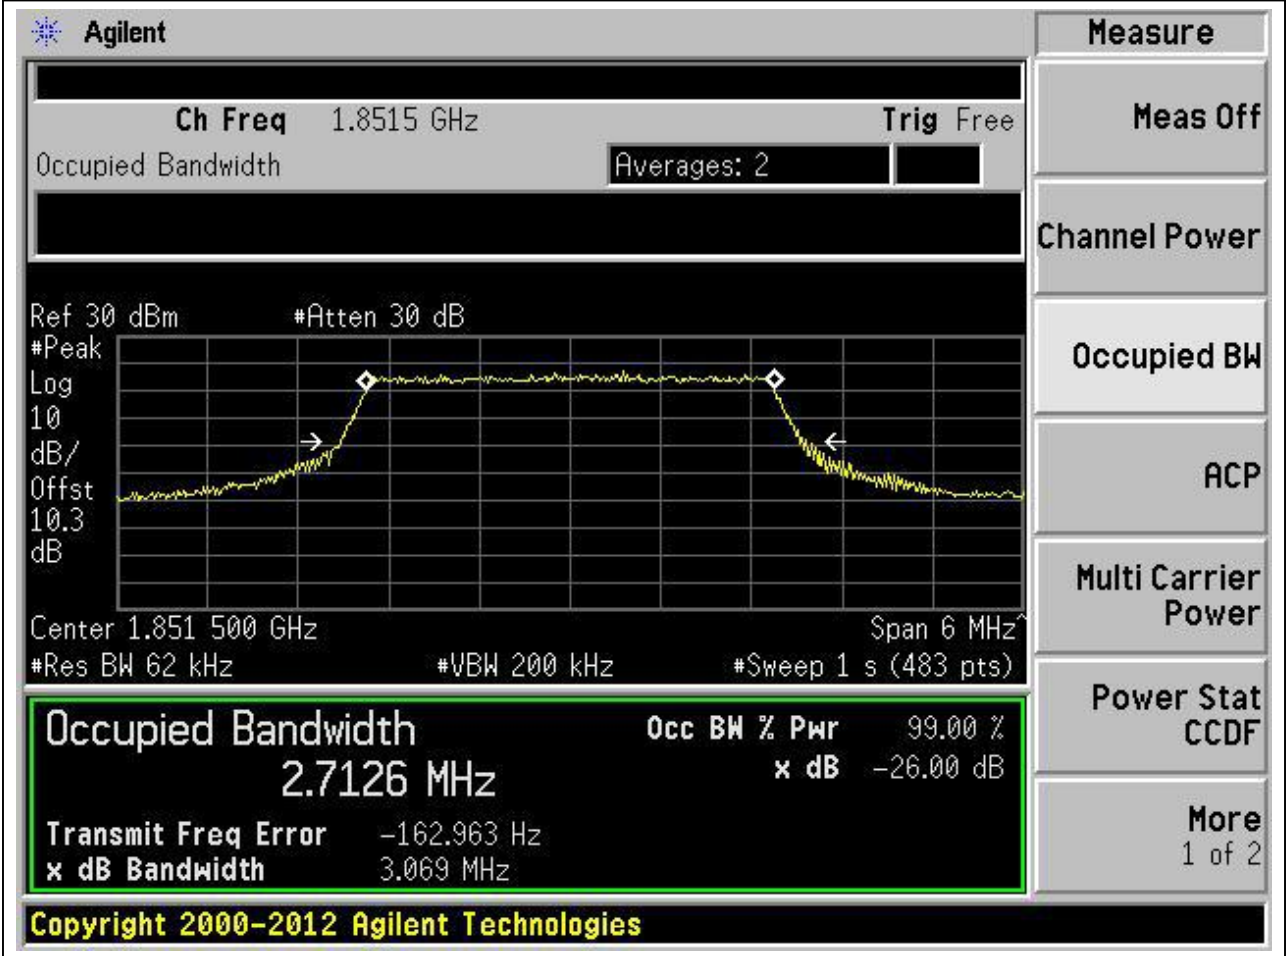 Agilent
Measure
Ch Freq 1.8515 GHz Trig Free
Occupied Bandwidth Averages: 2
Meas Off
Channel Power
Occupied BW
ACP
Multi Carrier
Power
Power Stat
CCDF
More
1 of 2
Ref 30 dBm #Atten 30 dB
#Peak
Log
10
dB/
Offst
10.3
dB
Center 1.851 500 GHz Span 6 MHz^
#Res BW 62 kHz #VBW 200 kHz #Sweep 1 s (483 pts)
Occupied Bandwidth Occ BW % Pwr 99.00 %
2.7126 MHz x dB -26.00 dB
Transmit Freq Error -162.963 Hz
x dB Bandwidth 3.069 MHz
Copyright 2000-2012 Agilent Technologies